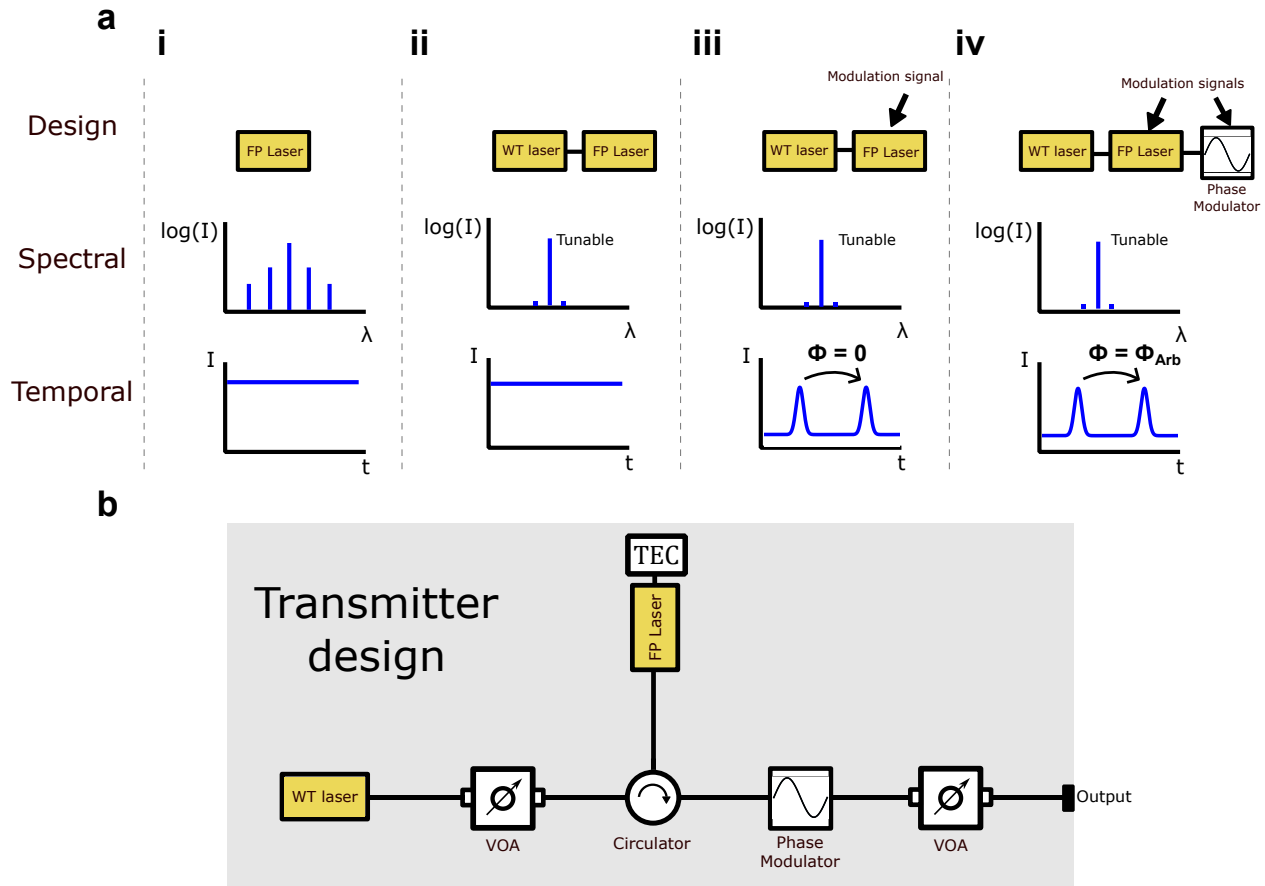 a
i
ii
iii
iv
Design
FP Laser
WT laser
FP Laser
Modulation signal
WT laser
FP Laser
Modulation signals
WT laser
FP Laser
Phase
Modulator
Spectral
log(I)
λ
log(I)
Tunable
λ
log(I)
Tunable
λ
log(I)
Tunable
λ
Temporal
I
t
I
t
I
Φ = 0
t
I
Φ = ΦArb
t
b
Transmitter
design
TEC
FP Laser
WT laser
VOA
Circulator
Phase
Modulator
VOA
Output